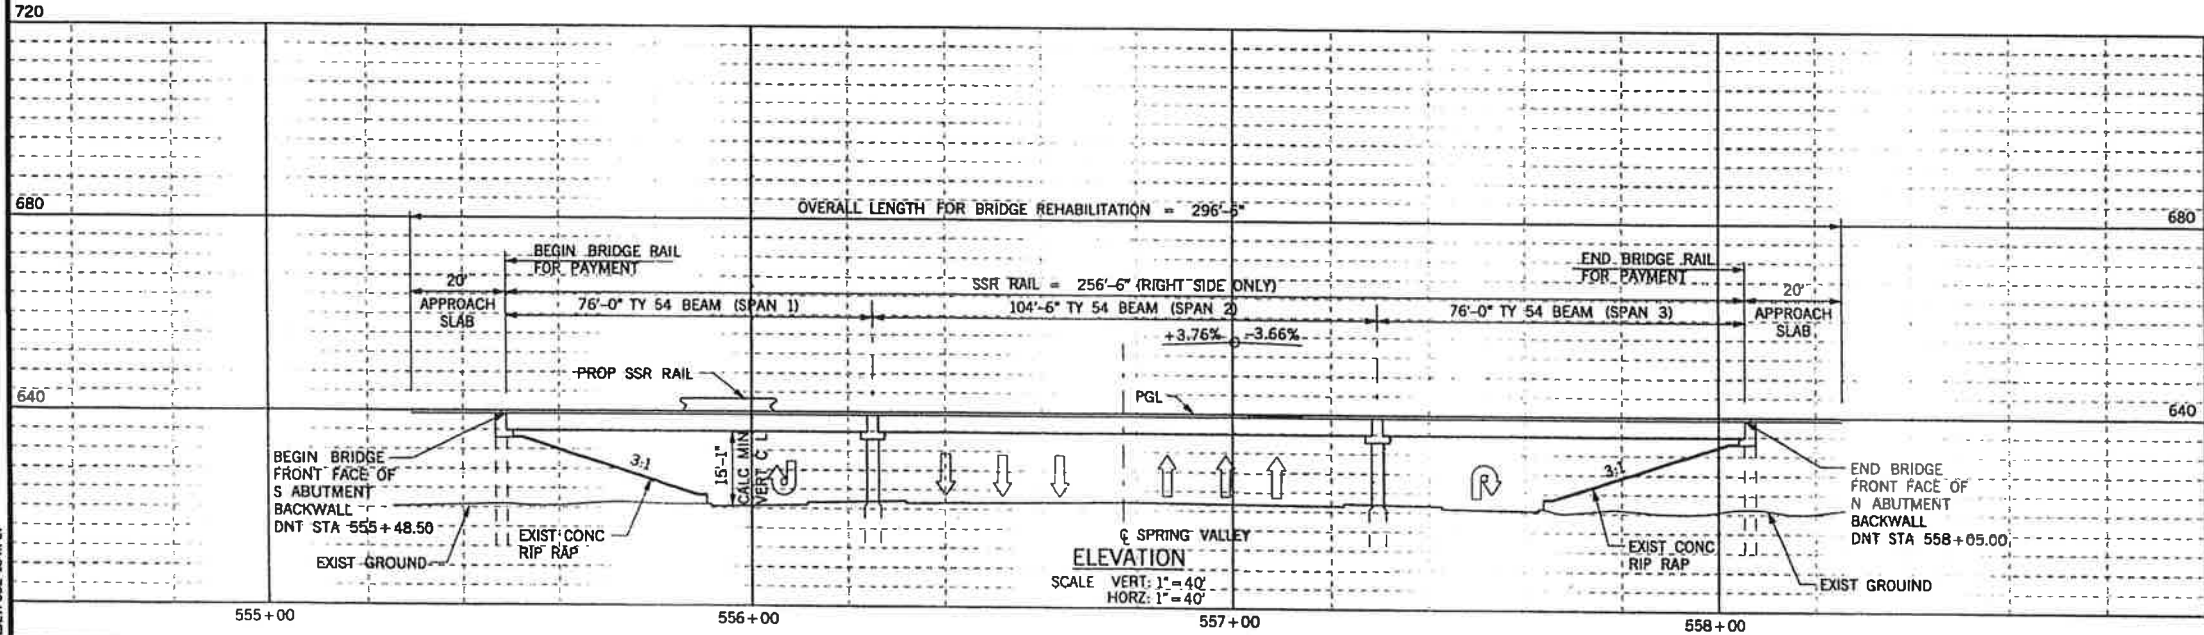 720
680
OVERALL LENGTH FOR BRIDGE REHABILITATION = 296'-6"
680
BEGIN BRIDGE RAIL
FOR PAYMENT
END BRIDGE RAIL
FOR PAYMENT
20'
APPROACH
SLAB
SSR RAIL = 256'-6" (RIGHT SIDE ONLY)
20'
APPROACH
SLAB
76'-0" TY 54 BEAM (SPAN 1)
104'-6" TY 54 BEAM (SPAN 2)
76'-0" TY 54 BEAM (SPAN 3)
+3.76% -3.66%
PROP SSR RAIL
PGL
640
640
BEGIN BRIDGE
FRONT FACE OF
S ABUTMENT
BACKWALL
DNT STA 555+48.50
3:1
15'-1"
CALC MIN
VERT C L
3:1
END BRIDGE
FRONT FACE OF
N ABUTMENT
BACKWALL
DNT STA 558+05.00
EXIST GROUND
EXIST CONC
RIP RAP
℄ SPRING VALLEY
EXIST CONC
RIP RAP
EXIST GROUND
ELEVATION
SCALE VERT: 1"=40'
HORZ: 1"=40'
555+00
556+00
557+00
558+00